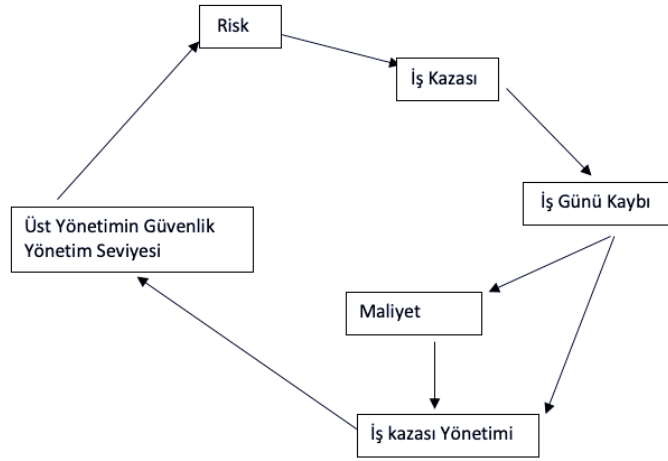 Risk
İş Kazası
İş Günü Kaybı
Üst Yönetimin Güvenlik
Yönetim Seviyesi
Maliyet
İş kazası Yönetimi